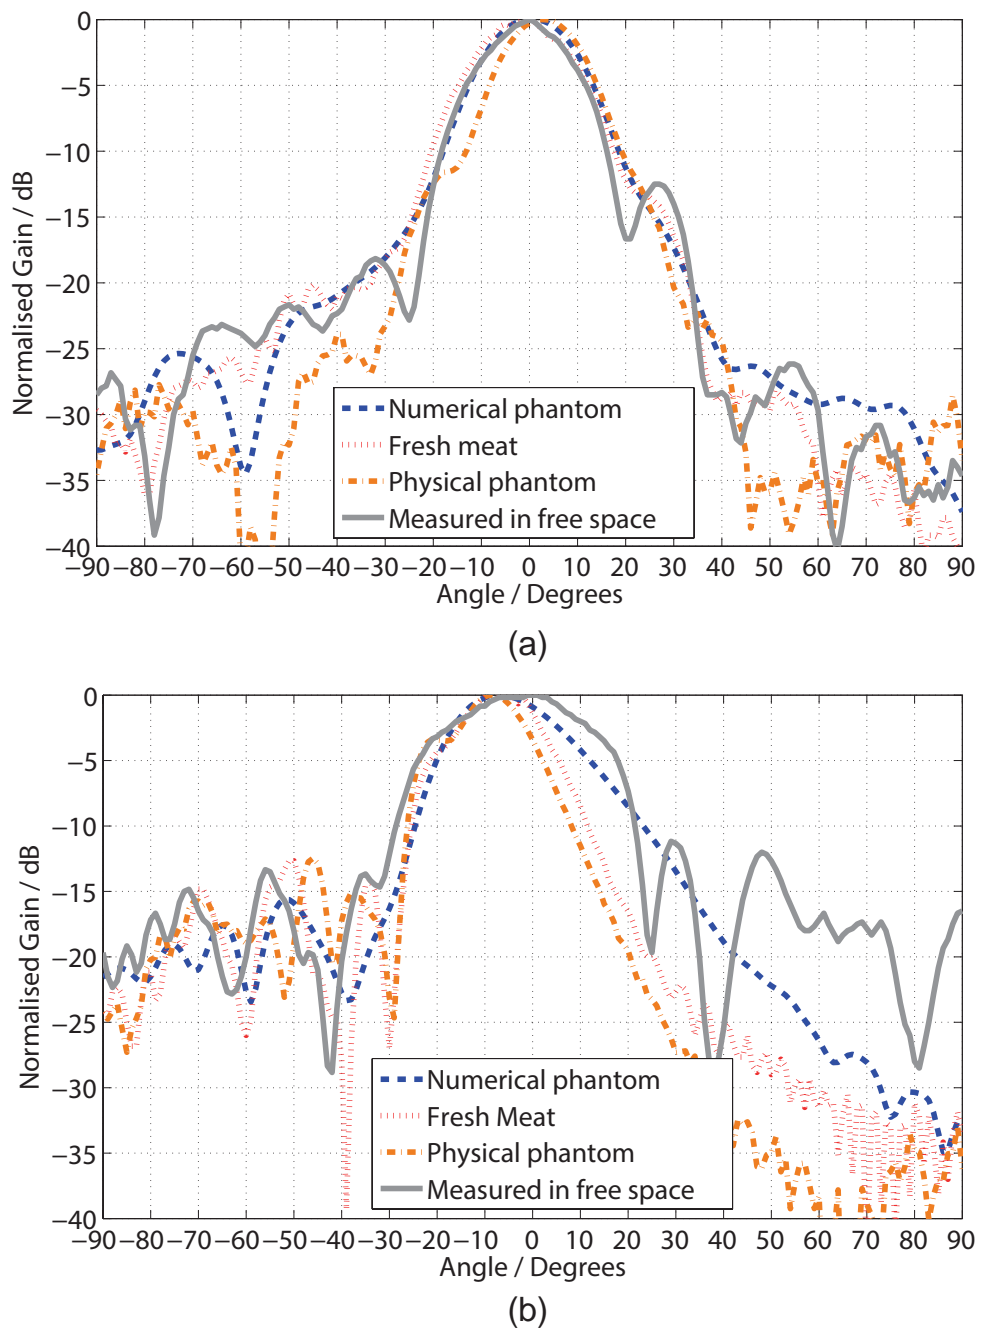 0
−5
−10
−15
−20
−25
−30
−35
−40
Normalised Gain / dB
Numerical phantom
Fresh meat
Physical phantom
Measured in free space
−90 −80 −70 −60 −50 −40 −30 −20 −10 0 10 20 30 40 50 60 70 80 90
Angle / Degrees
(a)
0
−5
−10
−15
−20
−25
−30
−35
−40
Normalised Gain / dB
Numerical phantom
Fresh Meat
Physical phantom
Measured in free space
−90 −80 −70 −60 −50 −40 −30 −20 −10 0 10 20 30 40 50 60 70 80 90
Angle / Degrees
(b)